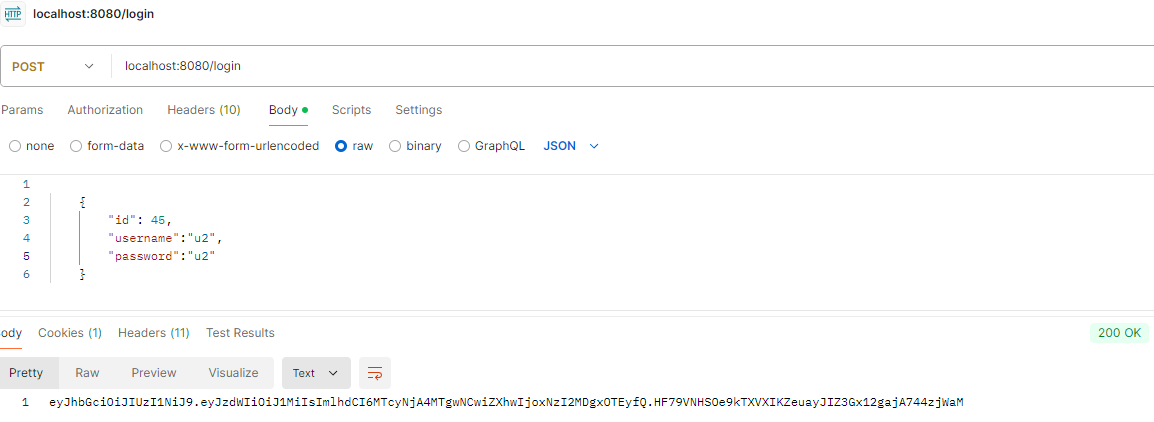 HTTP localhost:8080/login
POST localhost:8080/login
Params Authorization Headers (10) Body Scripts Settings
none form-data x-www-form-urlencoded raw binary GraphQL JSON
1
2 {
3 "id": 45,
4 "username":"u2",
5 "password":"u2"
6 }
ody Cookies (1) Headers (11) Test Results 200 OK
Pretty Raw Preview Visualize Text
1 eyJhbGciOiJIUzI1NiJ9.eyJzdWIiOiJ1MiIsImlhdCI6MTcyNjA4MTgwNCwiZXhwIjoxNzI2MDgxOTEyfQ.HF79VNHSOe9kTXVXIKZeuayJIZ3Gx12gajA744zjWaM